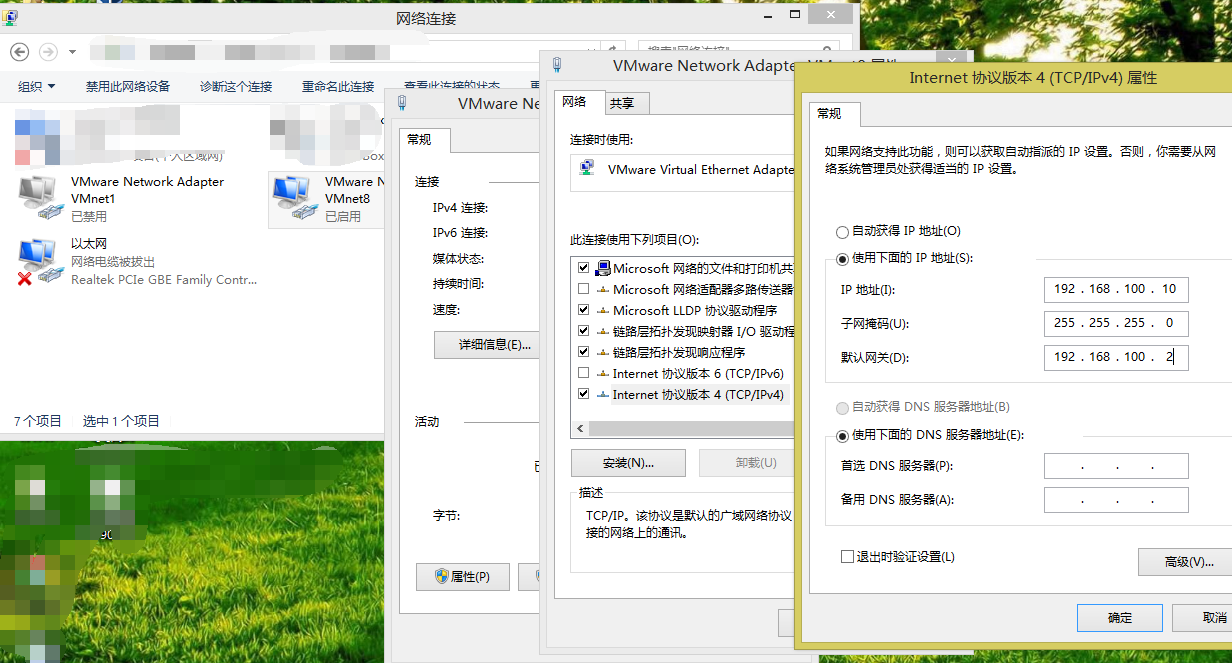 网络连接
组织
禁用此网络设备
诊断这个连接
重命名此连接
查看此连接的状态
VMware Network Adapter
VMnet1
已禁用
VMware N
VMnet8
已启用
以太网
网络电缆被拔出
Realtek PCIe GBE Family Contr...
7 个项目
选中 1 个项目
VMware Ne
常规
连接
IPv4 连接:
IPv6 连接:
媒体状态:
持续时间:
速度:
详细信息(E)...
活动
字节:
属性(P)
VMware Network Adapte
网络
共享
连接时使用:
VMware Virtual Ethernet Adapte
此连接使用下列项目(O):
Microsoft 网络的文件和打印机共
Microsoft 网络适配器多路传送器
Microsoft LLDP 协议驱动程序
链路层拓扑发现映射器 I/O 驱动程
链路层拓扑发现响应程序
Internet 协议版本 6 (TCP/IPv6)
Internet 协议版本 4 (TCP/IPv4)
安装(N)...
卸载(U)
描述
TCP/IP。该协议是默认的广域网络协议
接的网络上的通讯。
Internet 协议版本 4 (TCP/IPv4) 属性
常规
如果网络支持此功能，则可以获取自动指派的 IP 设置。否则，你需要从网
络系统管理员处获得适当的 IP 设置。
自动获得 IP 地址(O)
使用下面的 IP 地址(S):
IP 地址(I):
192 . 168 . 100 . 10
子网掩码(U):
255 . 255 . 255 . 0
默认网关(D):
192 . 168 . 100 . 2
自动获得 DNS 服务器地址(B)
使用下面的 DNS 服务器地址(E):
首选 DNS 服务器(P):
备用 DNS 服务器(A):
退出时验证设置(L)
高级(V)...
确定
取消